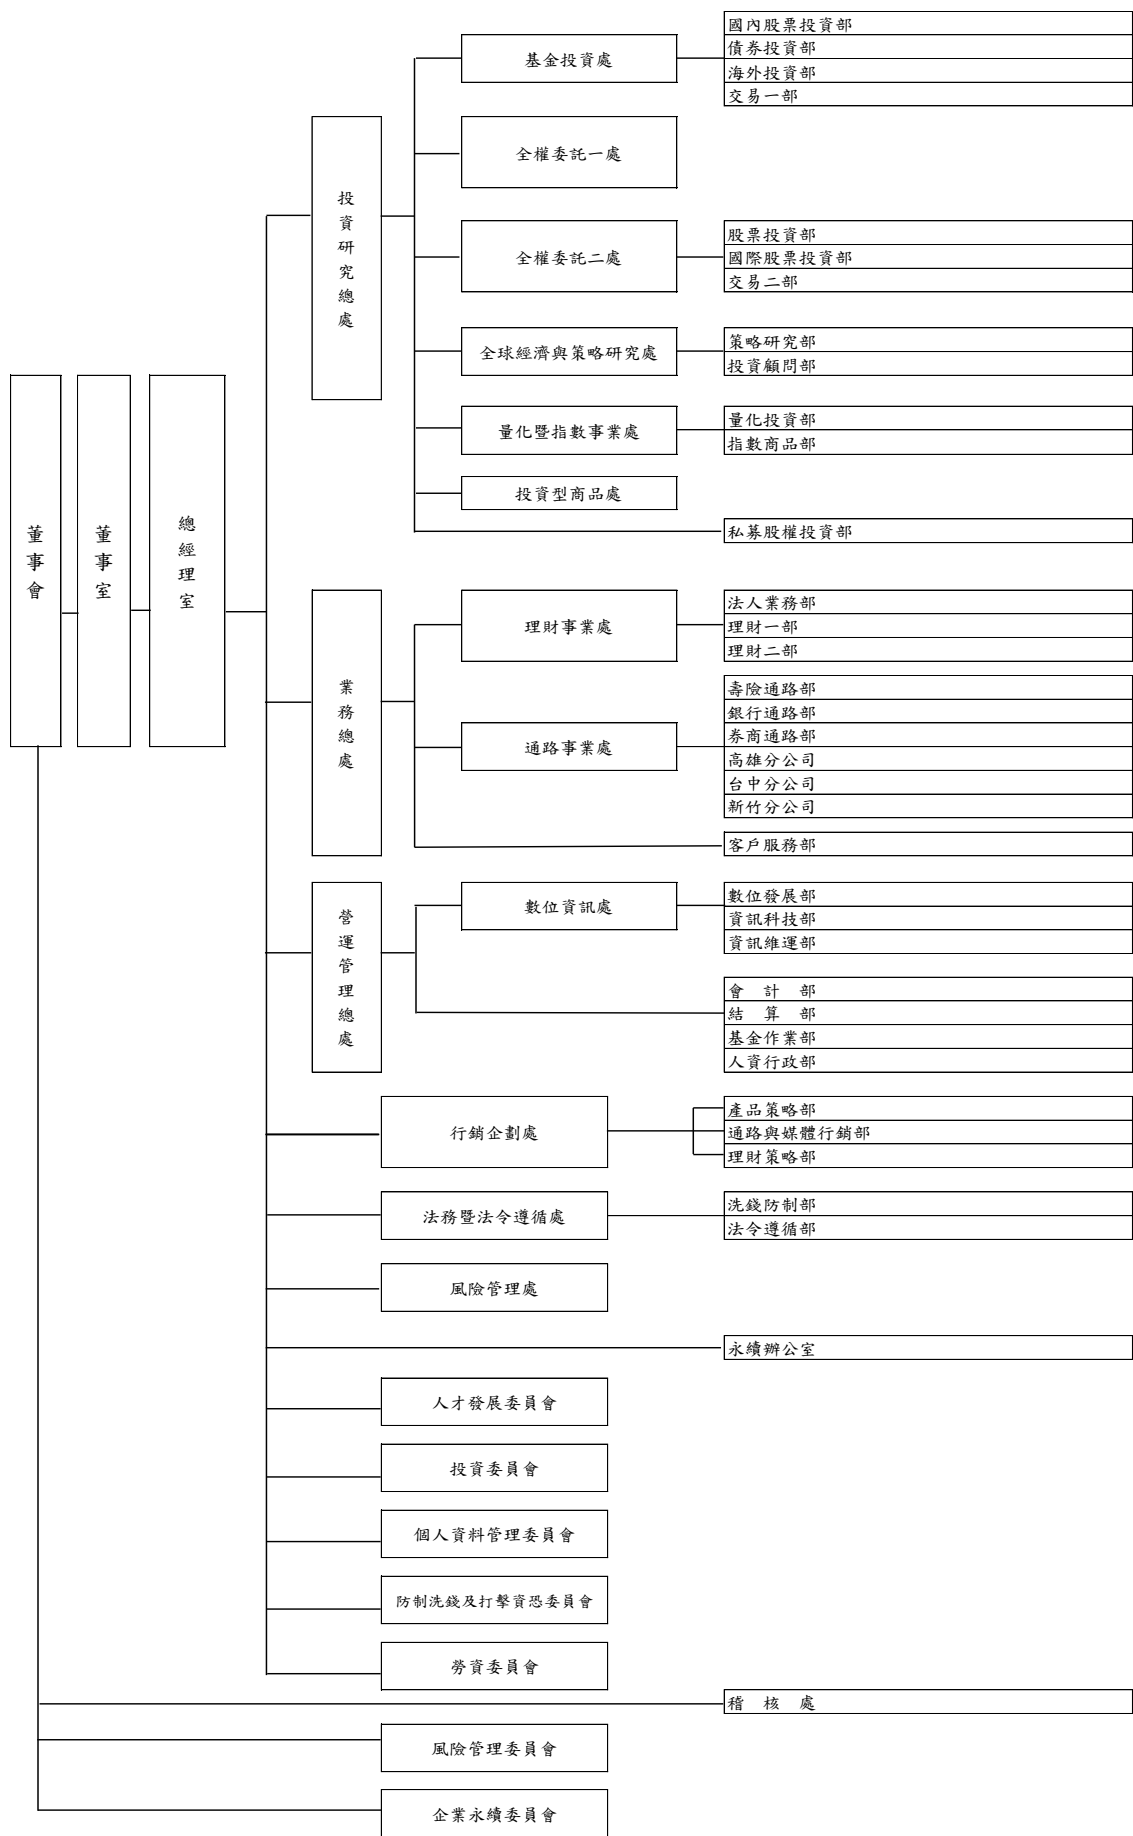 董事會
董事室
總經理室
投資研究總處
基金投資處
國內股票投資部
債券投資部
海外投資部
交易一部
全權委託一處
全權委託二處
股票投資部
國際股票投資部
交易二部
全球經濟與策略研究處
策略研究部
投資顧問部
量化暨指數事業處
量化投資部
指數商品部
投資型商品處
私募股權投資部
業務總處
理財事業處
法人業務部
理財一部
理財二部
通路事業處
壽險通路部
銀行通路部
券商通路部
高雄分公司
台中分公司
新竹分公司
客戶服務部
營運管理總處
數位資訊處
數位發展部
資訊科技部
資訊維運部
會 計 部
結 算 部
基金作業部
人資行政部
行銷企劃處
產品策略部
通路與媒體行銷部
理財策略部
法務暨法令遵循處
洗錢防制部
法令遵循部
風險管理處
永續辦公室
人才發展委員會
投資委員會
個人資料管理委員會
防制洗錢及打擊資恐委員會
勞資委員會
稽 核 處
風險管理委員會
企業永續委員會